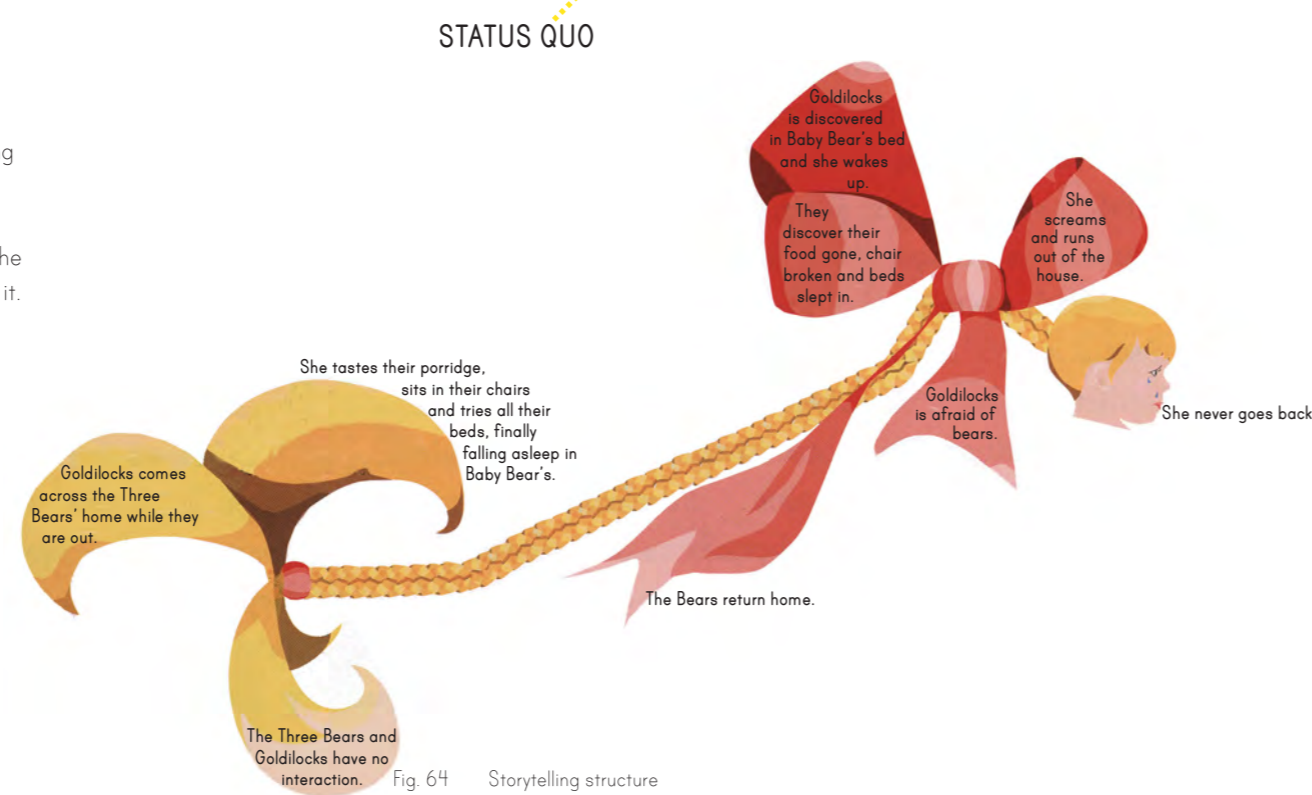 STATUS QUO
g
he
it.
The Three Bears and
Goldilocks have no
interaction.
Goldilocks comes
across the Three
Bears’ home while they
are out.
She tastes their porridge,
sits in their chairs
and tries all their
beds, finally
falling asleep in
Baby Bear’s.
The Bears return home.
They
discover their
food gone, chair
broken and beds
slept in.
Goldilocks
is discovered
in Baby Bear’s bed
and she wakes
up.
She
screams
and runs
out of the
house.
Goldilocks
is afraid of
bears.
She never goes back
Fig. 64 Storytelling structure